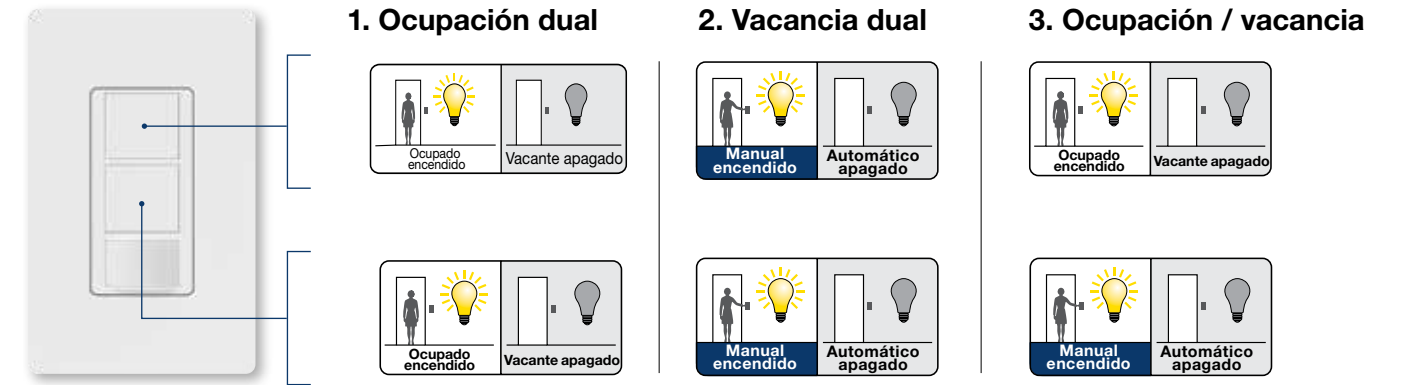 1. Ocupación dual
2. Vacancia dual
3. Ocupación / vacancia
Ocupado
encendido
Vacante apagado
Manual
encendido
Automático
apagado
Ocupado
encendido
Vacante apagado
Ocupado
encendido
Vacante apagado
Manual
encendido
Automático
apagado
Manual
encendido
Automático
apagado